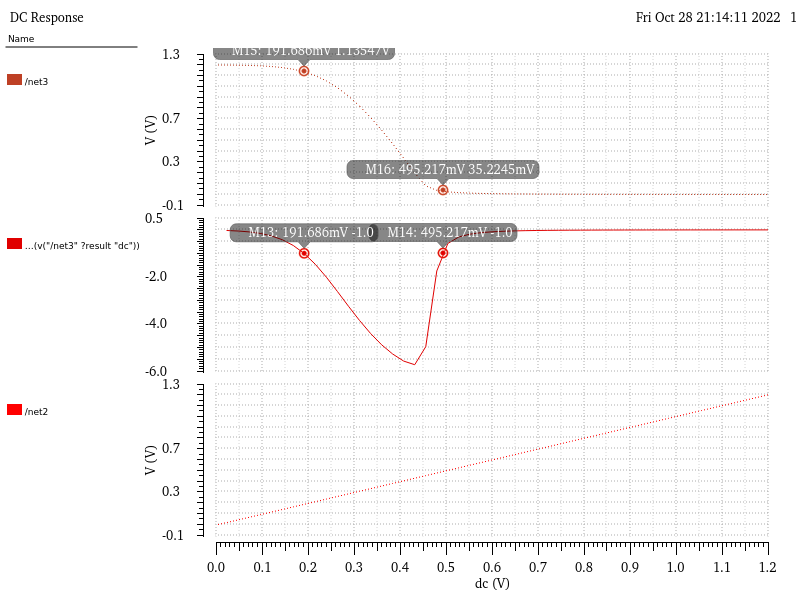 DC Response
Fri Oct 28 21:14:11 2022 1
Name
/net3
1.3
0.7
0.3
-0.1
V (V)
M15: 191.686mV 1.13547V
M16: 495.217mV 35.2245mV
...(v("/net3" ?result "dc"))
0.5
-2.0
-4.0
-6.0
M13: 191.686mV -1.0
M14: 495.217mV -1.0
/net2
1.3
0.7
0.3
-0.1
V (V)
0.0 0.1 0.2 0.3 0.4 0.5 0.6 0.7 0.8 0.9 1.0 1.1 1.2
dc (V)